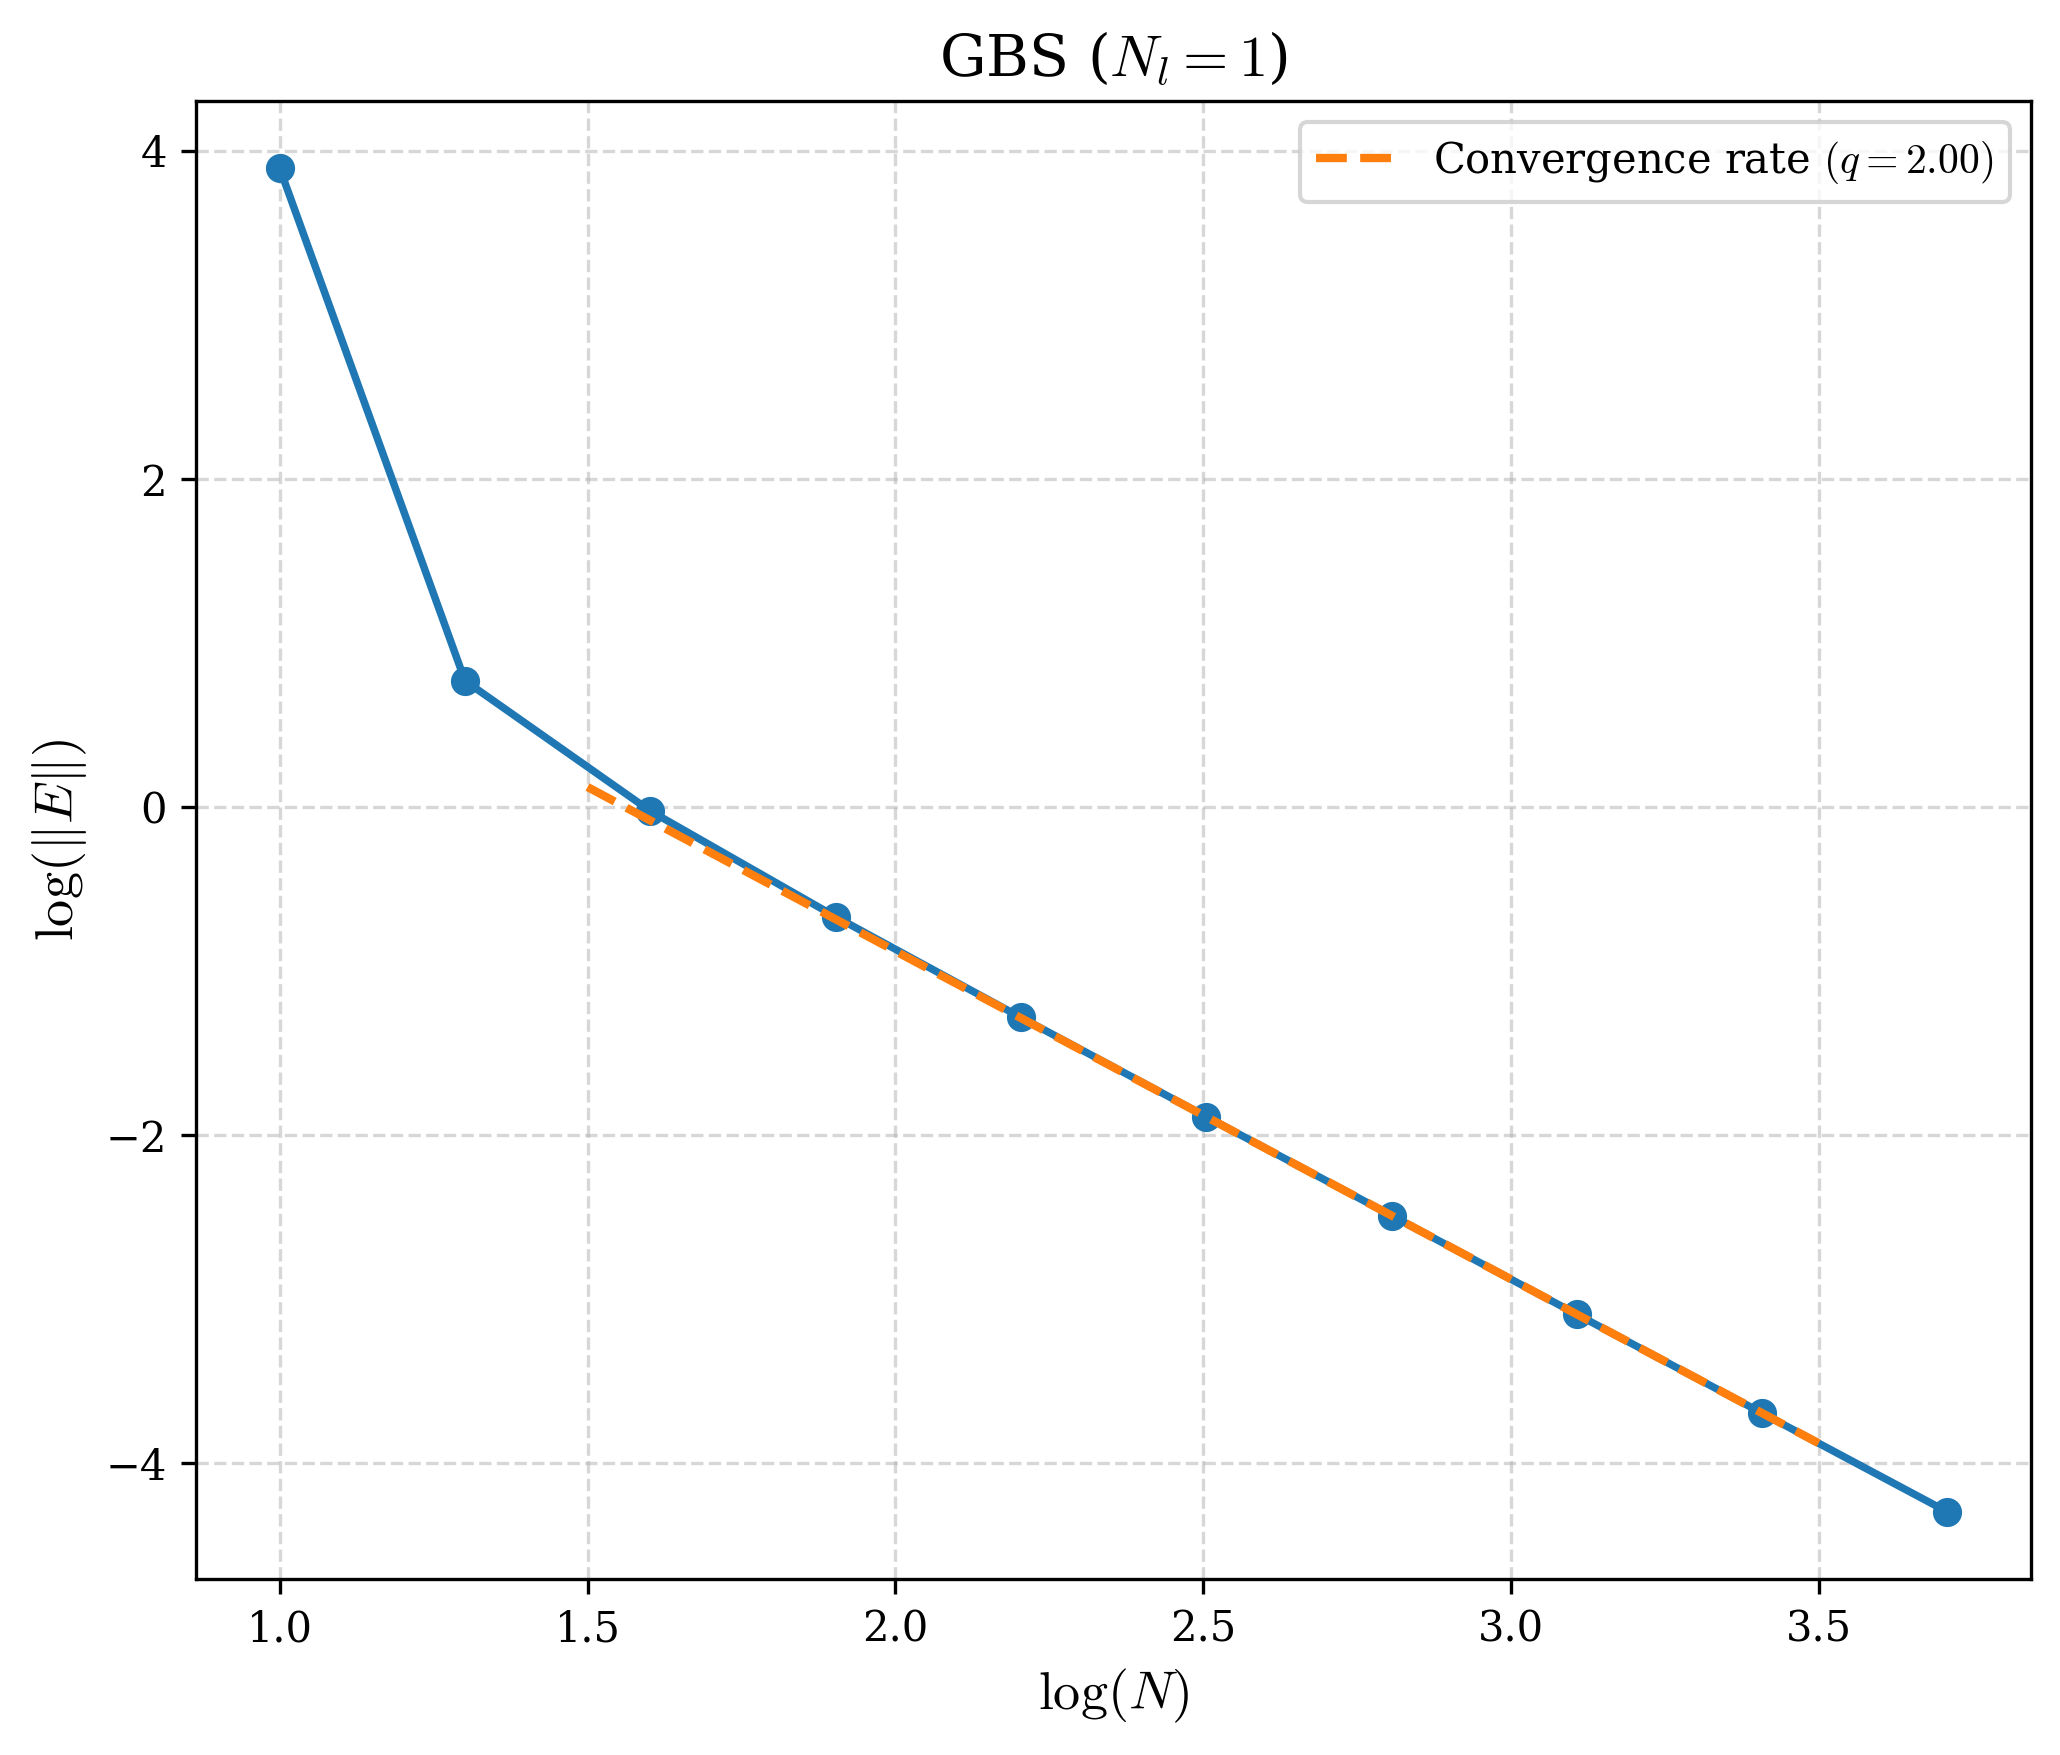 GBS ($N_l = 1$)
Convergence rate $(q = 2.00)$
4
2
0
−2
−4
log(||E||)
1.0 1.5 2.0 2.5 3.0 3.5
log(N)